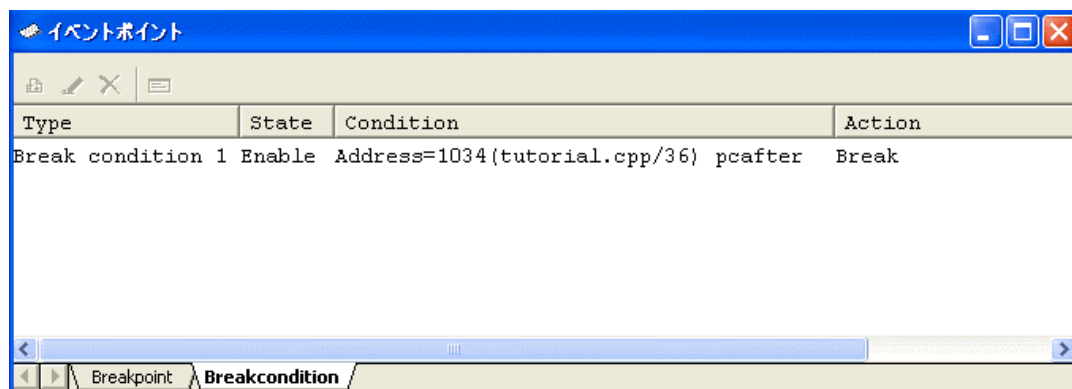 イベントポイント
Type State Condition Action
Break condition 1 Enable Address=1034(tutorial.cpp/36) pcafter Break
Breakpoint Breakcondition